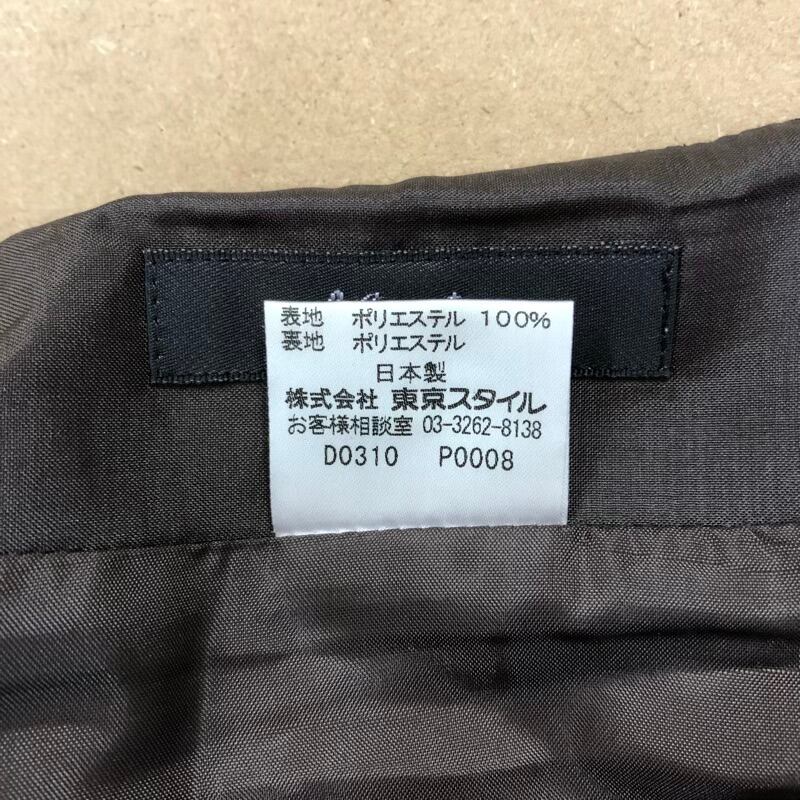 表地 ポリエステル 100%
裏地 ポリエステル
日本製
株式会社 東京スタイル
お客様相談室 03-3262-8138
D0310 P0008